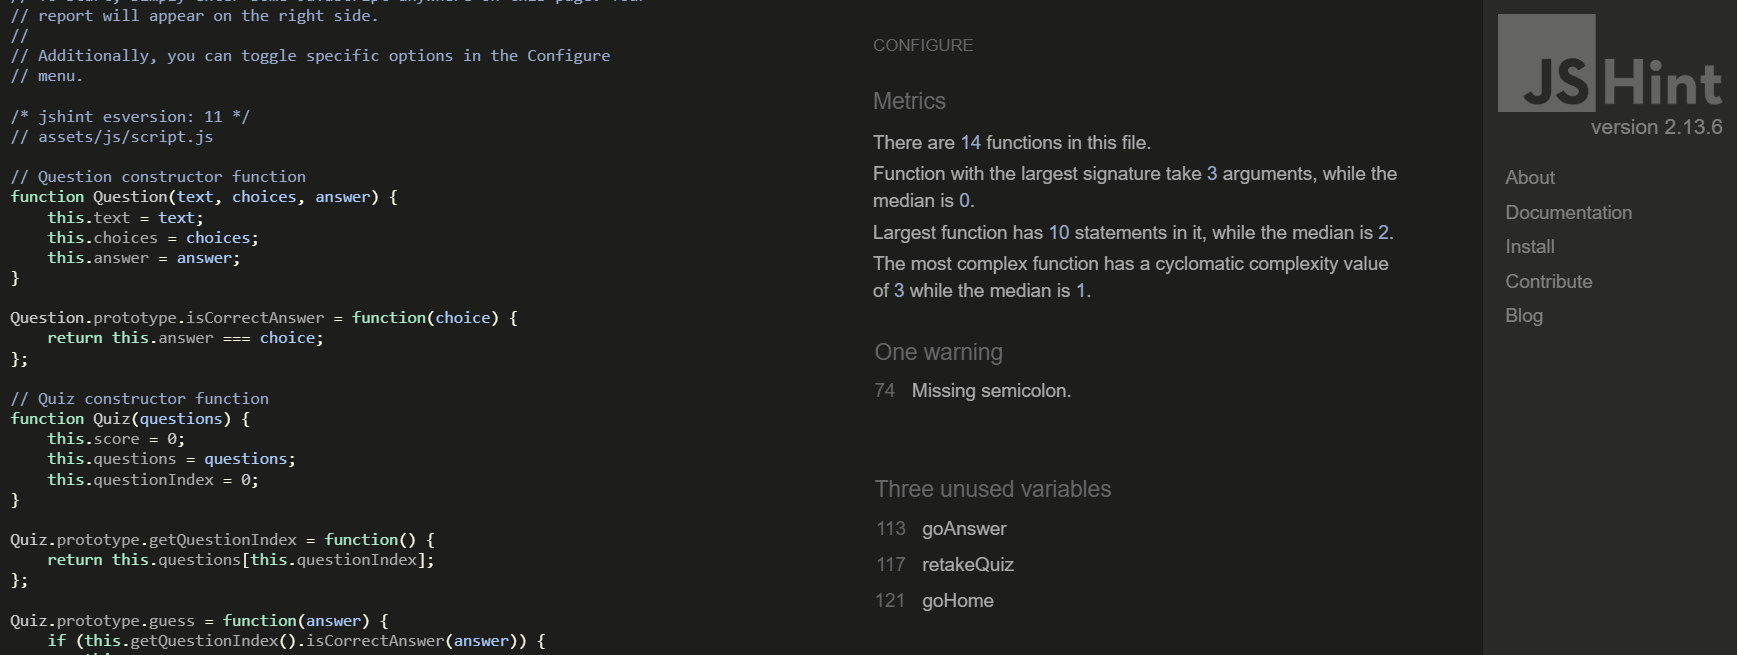 // report will appear on the right side.
//
// Additionally, you can toggle specific options in the Configure
// menu.
/* jshint esversion: 11 */
// assets/js/script.js
// Question constructor function
function Question(text, choices, answer) {
this.text = text;
this.choices = choices;
this.answer = answer;
}
Question.prototype.isCorrectAnswer = function(choice) {
return this.answer === choice;
};
// Quiz constructor function
function Quiz(questions) {
this.score = 0;
this.questions = questions;
this.questionIndex = 0;
}
Quiz.prototype.getQuestionIndex = function() {
return this.questions[this.questionIndex];
};
Quiz.prototype.guess = function(answer) {
if (this.getQuestionIndex().isCorrectAnswer(answer)) {
CONFIGURE
Metrics
There are 14 functions in this file.
Function with the largest signature take 3 arguments, while the
median is 0.
Largest function has 10 statements in it, while the median is 2.
The most complex function has a cyclomatic complexity value
of 3 while the median is 1.
One warning
74 Missing semicolon.
Three unused variables
113 goAnswer
117 retakeQuiz
121 goHome
JSHint
version 2.13.6
About
Documentation
Install
Contribute
Blog